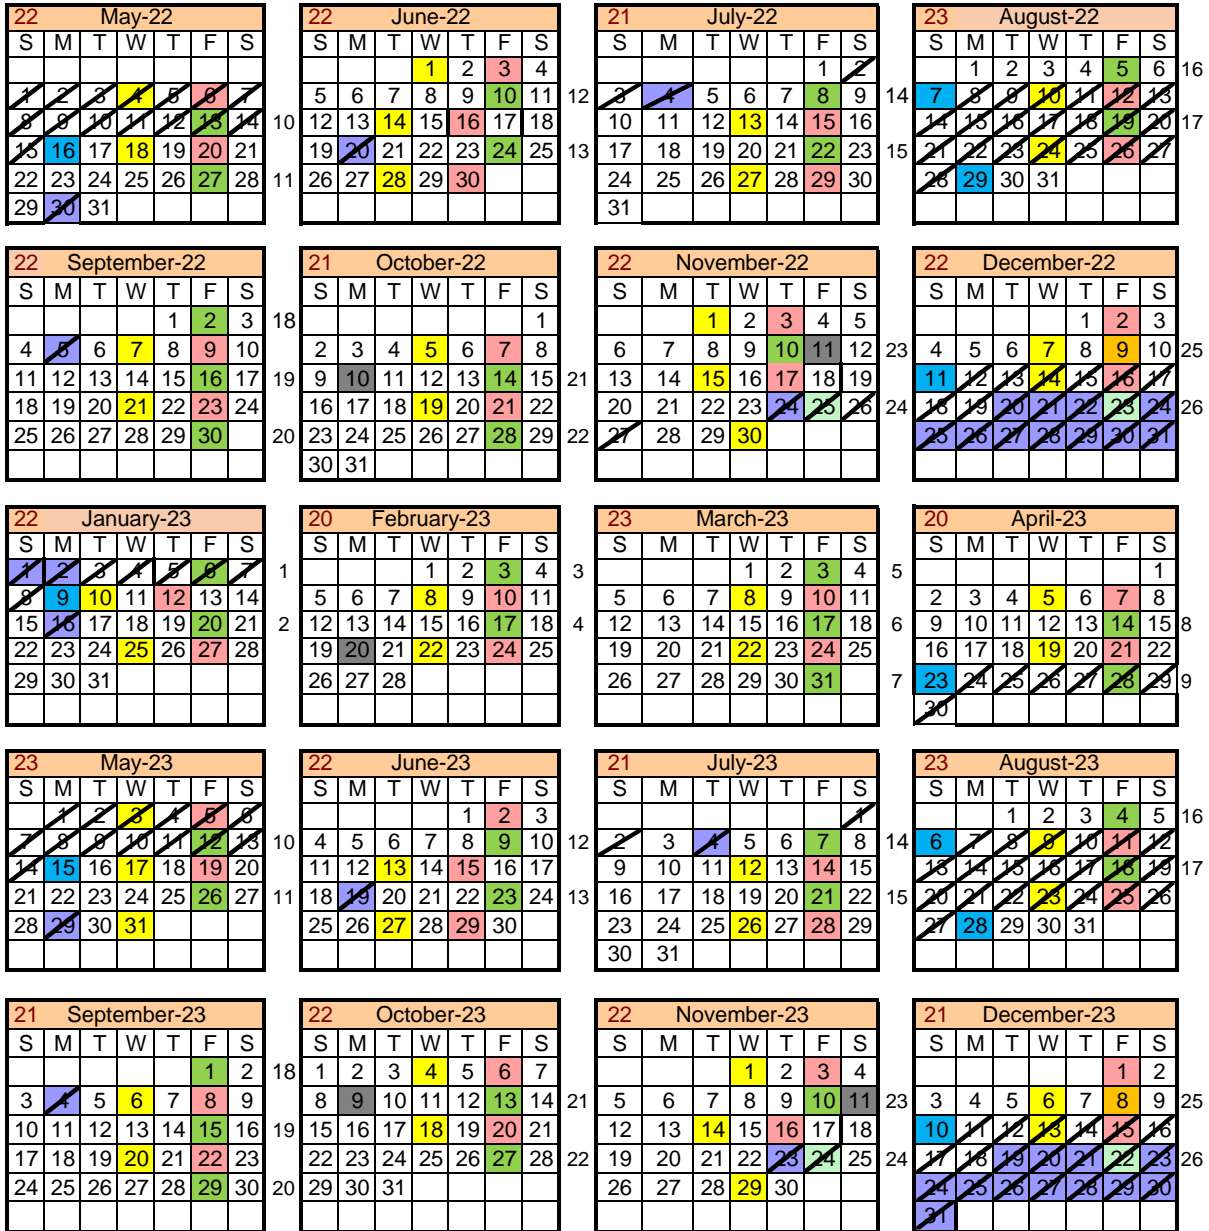 22 May-22 22 June-22 21 July-22 23 August-22
S M T W T F S S M T W T F S S M T W T F S S M T W T F S
1 2 3 4 1 2 1 2 3 4 5 6 16
1 2 3 4 5 6 7 5 6 7 8 9 10 11 12 3 4 5 6 7 8 9 14 7 8 9 10 11 12 13
8 9 10 11 12 13 14 10 12 13 14 15 16 17 18 10 11 12 13 14 15 16 14 15 16 17 18 19 20 17
15 16 17 18 19 20 21 19 20 21 22 23 24 25 13 17 18 19 20 21 22 23 15 21 22 23 24 25 26 27
22 23 24 25 26 27 28 11 26 27 28 29 30 24 25 26 27 28 29 30 28 29 30 31
29 30 31 31
22 September-22 21 October-22 22 November-22 22 December-22
S M T W T F S S M T W T F S S M T W T F S S M T W T F S
1 2 3 18 1 1 2 3 4 5 1 2 3
4 5 6 7 8 9 10 2 3 4 5 6 7 8 6 7 8 9 10 11 12 23 4 5 6 7 8 9 10 25
11 12 13 14 15 16 17 19 9 10 11 12 13 14 15 21 13 14 15 16 17 18 19 11 12 13 14 15 16 17
18 19 20 21 22 23 24 16 17 18 19 20 21 22 20 21 22 23 24 25 26 24 18 19 20 21 22 23 24 26
25 26 27 28 29 30 20 23 24 25 26 27 28 29 22 27 28 29 30 25 26 27 28 29 30 31
30 31
22 January-23 20 February-23 23 March-23 20 April-23
S M T W T F S S M T W T F S S M T W T F S S M T W T F S
1 2 3 4 5 6 7 1 1 2 3 4 3 1 2 3 4 5 1
8 9 10 11 12 13 14 5 6 7 8 9 10 11 5 6 7 8 9 10 11 2 3 4 5 6 7 8
15 16 17 18 19 20 21 2 12 13 14 15 16 17 18 4 12 13 14 15 16 17 18 6 9 10 11 12 13 14 15 8
22 23 24 25 26 27 28 19 20 21 22 23 24 25 19 20 21 22 23 24 25 16 17 18 19 20 21 22
29 30 31 26 27 28 26 27 28 29 30 31 7 23 24 25 26 27 28 29 9
30
23 May-23 22 June-23 21 July-23 23 August-23
S M T W T F S S M T W T F S S M T W T F S S M T W T F S
1 2 3 4 5 6 1 2 3 1 1 2 3 4 5 16
7 8 9 10 11 12 13 10 4 5 6 7 8 9 10 12 2 3 4 5 6 7 8 14 6 7 8 9 10 11 12
14 15 16 17 18 19 20 11 12 13 14 15 16 17 9 10 11 12 13 14 15 13 14 15 16 17 18 19 17
21 22 23 24 25 26 27 11 18 19 20 21 22 23 24 13 16 17 18 19 20 21 22 15 20 21 22 23 24 25 26
28 29 30 31 25 26 27 28 29 30 23 24 25 26 27 28 29 27 28 29 30 31
30 31
21 September-23 22 October-23 22 November-23 21 December-23
S M T W T F S S M T W T F S S M T W T F S S M T W T F S
1 2 18 1 2 3 4 5 6 7 1 2 3 4 1 2
3 4 5 6 7 8 9 8 9 10 11 12 13 14 21 5 6 7 8 9 10 11 23 3 4 5 6 7 8 9 25
10 11 12 13 14 15 16 19 15 16 17 18 19 20 21 12 13 14 15 16 17 18 10 11 12 13 14 15 16
17 18 19 20 21 22 23 22 23 24 25 26 27 28 22 19 20 21 22 23 24 25 24 17 18 19 20 21 22 23 26
24 25 26 27 28 29 30 20 29 30 31 26 27 28 29 30 24 25 26 27 28 29 30
31